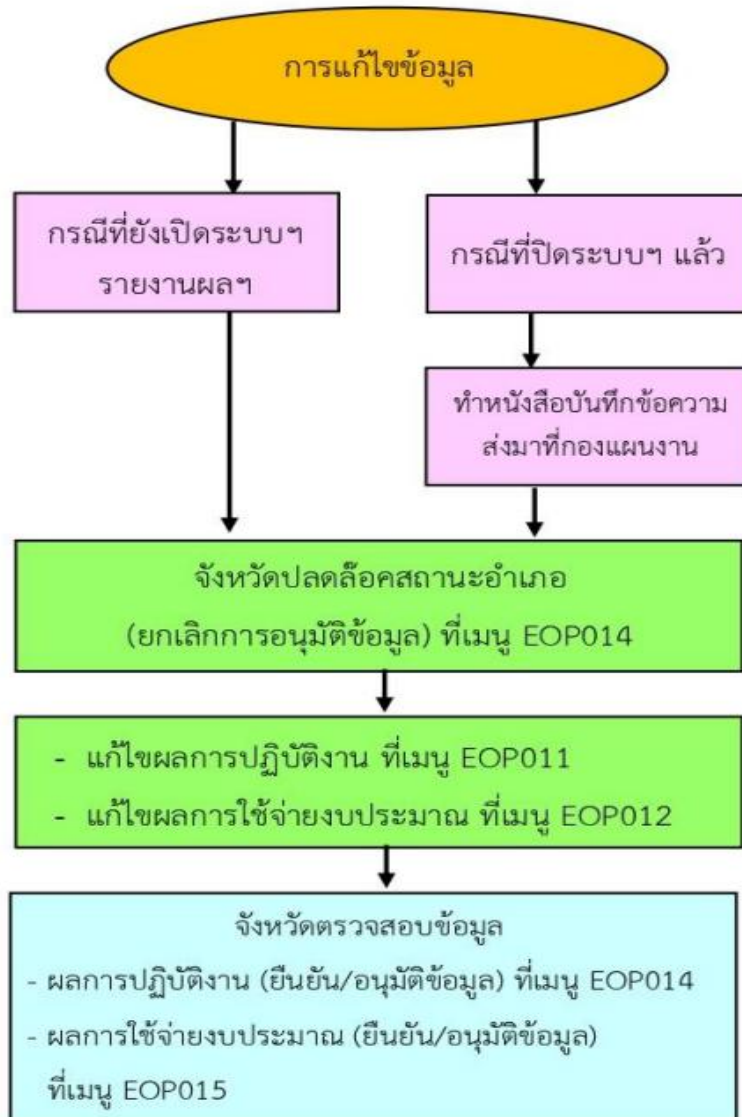 การแก้ไขข้อมูล
กรณีที่ยังเปิดระบบฯ
รายงานผลฯ
กรณีที่ปิดระบบฯ แล้ว
ทำหนังสือบันทึกข้อความ
ส่งมาที่กองแผนงาน
จังหวัดปลดล๊อคสถานะอำเภอ
(ยกเลิกการอนุมัติข้อมูล) ที่เมนู EOP014
- แก้ไขผลการปฏิบัติงาน ที่เมนู EOP011
- แก้ไขผลการใช้จ่ายงบประมาณ ที่เมนู EOP012
จังหวัดตรวจสอบข้อมูล
- ผลการปฏิบัติงาน (ยืนยัน/อนุมัติข้อมูล) ที่เมนู EOP014
- ผลการใช้จ่ายงบประมาณ (ยืนยัน/อนุมัติข้อมูล)
ที่เมนู EOP015